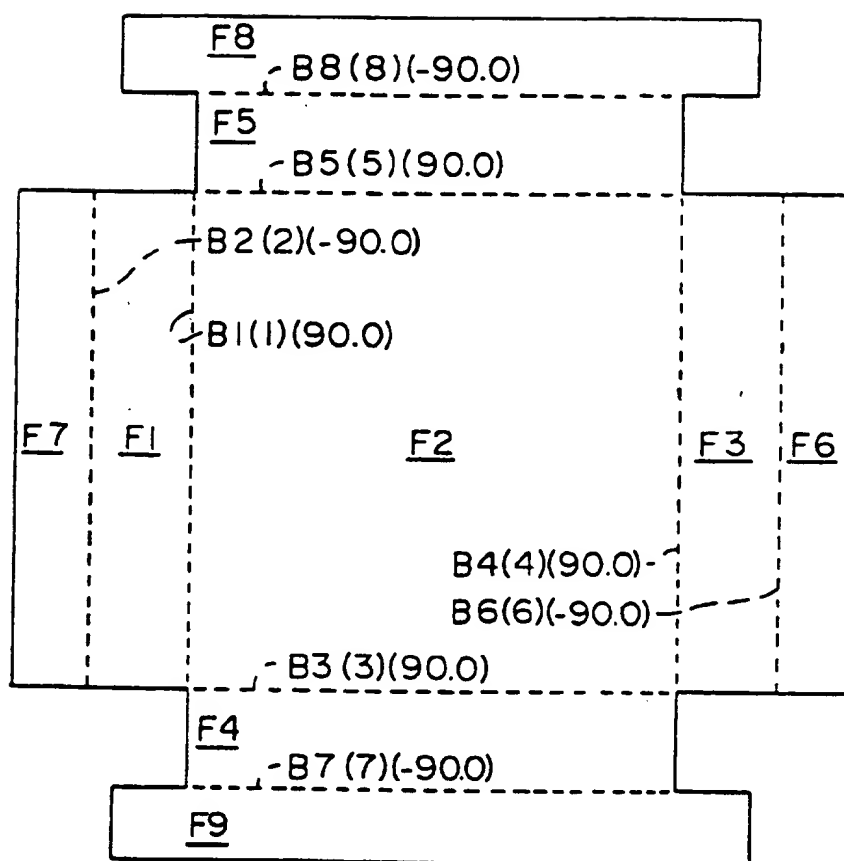 F8
B8(8)(-90.0)
F5
B5(5)(90.0)
B2(2)(-90.0)
B1(1)(90.0)
F7 F1 F2 F3 F6
B4(4)(90.0)
B6(6)(-90.0)
B3(3)(90.0)
F4
B7(7)(-90.0)
F9